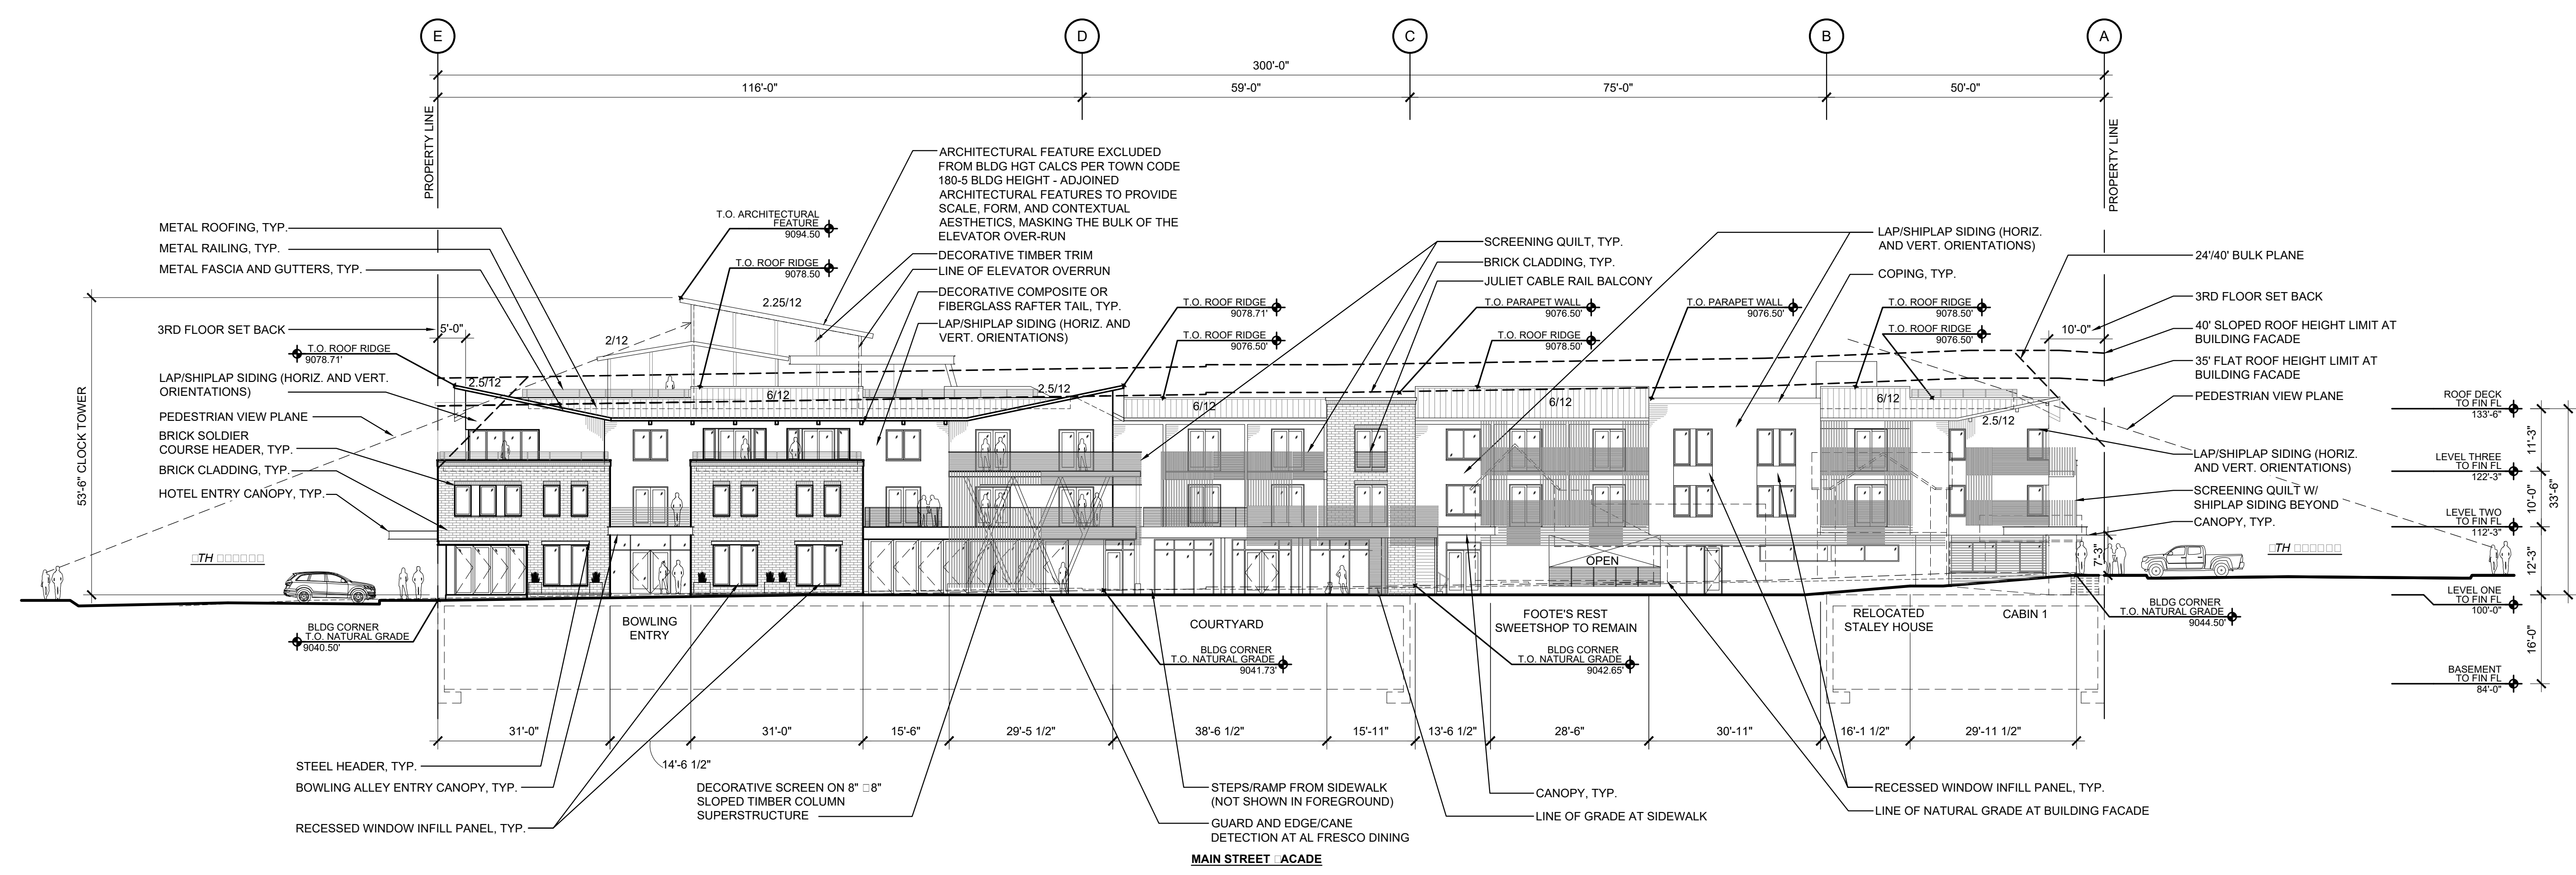 E
D
C
B
A
300'-0"
116'-0"
59'-0"
75'-0"
50'-0"
PROPERTY LINE
PROPERTY LINE
ARCHITECTURAL FEATURE EXCLUDED
FROM BLDG HGT CALCS PER TOWN CODE
180-5 BLDG HEIGHT - ADJOINED
ARCHITECTURAL FEATURES TO PROVIDE
SCALE, FORM, AND CONTEXTUAL
AESTHETICS, MASKING THE BULK OF THE
ELEVATOR OVER-RUN
DECORATIVE TIMBER TRIM
LINE OF ELEVATOR OVERRUN
DECORATIVE COMPOSITE OR
FIBERGLASS RAFTER TAIL, TYP.
LAP/SHIPLAP SIDING (HORIZ. AND
VERT. ORIENTATIONS)
T.O. ARCHITECTURAL
FEATURE
9094.50
T.O. ROOF RIDGE
9078.50
METAL ROOFING, TYP.
METAL RAILING, TYP.
METAL FASCIA AND GUTTERS, TYP.
3RD FLOOR SET BACK
5'-0"
T.O. ROOF RIDGE
9078.71'
LAP/SHIPLAP SIDING (HORIZ. AND VERT.
ORIENTATIONS)
PEDESTRIAN VIEW PLANE
BRICK SOLDIER
COURSE HEADER, TYP.
BRICK CLADDING, TYP.
HOTEL ENTRY CANOPY, TYP.
53'-6" CLOCK TOWER
2.25/12
2/12
2.5/12
6/12
2.5/12
6/12
6/12
6/12
2.5/12
T.O. ROOF RIDGE
9078.71'
T.O. ROOF RIDGE
9076.50'
SCREENING QUILT, TYP.
BRICK CLADDING, TYP.
JULIET CABLE RAIL BALCONY
T.O. PARAPET WALL
9076.50'
T.O. ROOF RIDGE
9078.50'
T.O. PARAPET WALL
9076.50'
LAP/SHIPLAP SIDING (HORIZ.
AND VERT. ORIENTATIONS)
COPING, TYP.
T.O. ROOF RIDGE
9078.50'
T.O. ROOF RIDGE
9076.50'
10'-0"
24'/40' BULK PLANE
3RD FLOOR SET BACK
40' SLOPED ROOF HEIGHT LIMIT AT
BUILDING FACADE
35' FLAT ROOF HEIGHT LIMIT AT
BUILDING FACADE
PEDESTRIAN VIEW PLANE
LAP/SHIPLAP SIDING (HORIZ.
AND VERT. ORIENTATIONS)
SCREENING QUILT W/
SHIPLAP SIDING BEYOND
CANOPY, TYP.
7'-3"
ROOF DECK
TO FIN FL
133'-6"
11'-3"
LEVEL THREE
TO FIN FL
122'-3"
10'-0"
LEVEL TWO
TO FIN FL
112'-3"
33'-6"
12'-3"
LEVEL ONE
TO FIN FL
100'-0"
16'-0"
BASEMENT
TO FIN FL
84'-0"
□TH □□□□□□
□TH □□□□□□
OPEN
BLDG CORNER
T.O. NATURAL GRADE
9040.50'
BOWLING
ENTRY
COURTYARD
BLDG CORNER
T.O. NATURAL GRADE
9041.73'
FOOTE'S REST
SWEETSHOP TO REMAIN
BLDG CORNER
T.O. NATURAL GRADE
9042.65'
RELOCATED
STALEY HOUSE
CABIN 1
BLDG CORNER
T.O. NATURAL GRADE
9044.50'
31'-0"
14'-6 1/2"
31'-0"
15'-6"
29'-5 1/2"
38'-6 1/2"
15'-11"
13'-6 1/2"
28'-6"
30'-11"
16'-1 1/2"
29'-11 1/2"
STEEL HEADER, TYP.
BOWLING ALLEY ENTRY CANOPY, TYP.
RECESSED WINDOW INFILL PANEL, TYP.
DECORATIVE SCREEN ON 8" □8"
SLOPED TIMBER COLUMN
SUPERSTRUCTURE
STEPS/RAMP FROM SIDEWALK
(NOT SHOWN IN FOREGROUND)
GUARD AND EDGE/CANE
DETECTION AT AL FRESCO DINING
CANOPY, TYP.
LINE OF GRADE AT SIDEWALK
RECESSED WINDOW INFILL PANEL, TYP.
LINE OF NATURAL GRADE AT BUILDING FACADE
MAIN STREET □ACADE